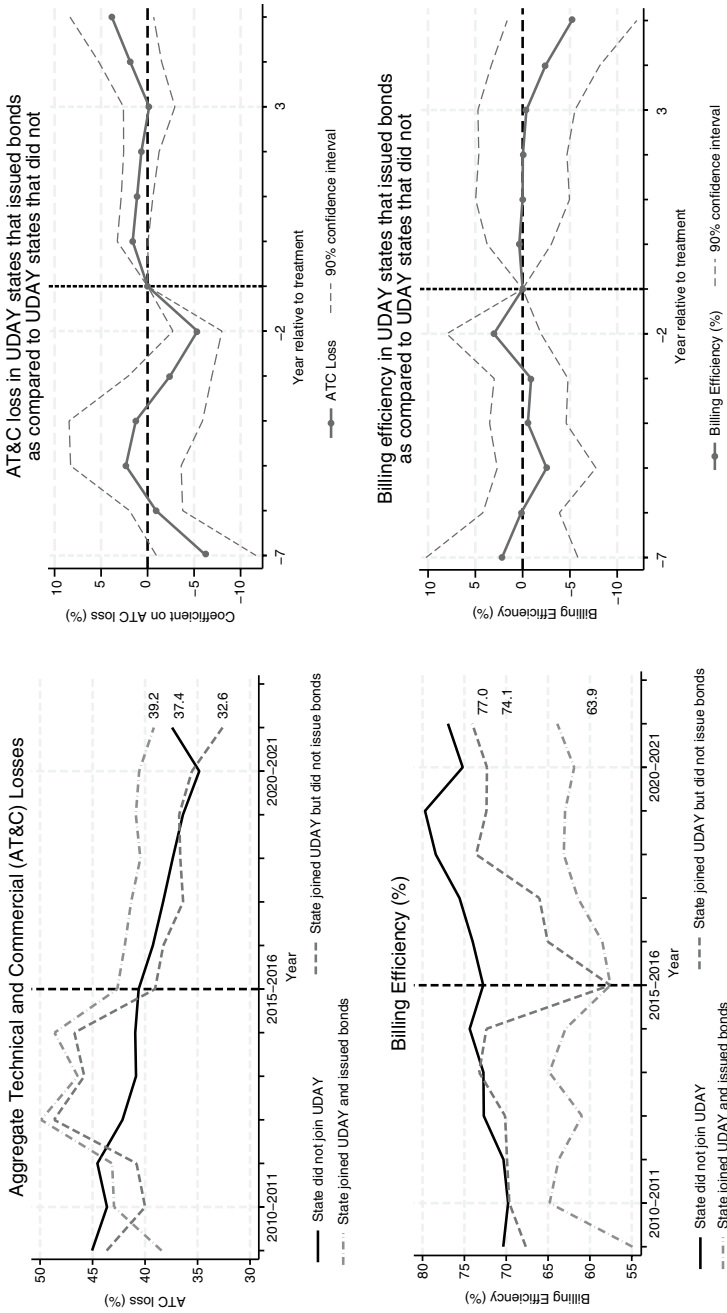 Aggregate Technical and Commercial (AT&C) Losses
ATC loss (%)
50
45
40
35
30
39.2
37.4
32.6
2010–2011
2015–2016
2020–2021
Year
State did not join UDAY
State joined UDAY but did not issue bonds
State joined UDAY and issued bonds
AT&C loss in UDAY states that issued bonds
as compared to UDAY states that did not
Coefficient on ATC loss (%)
10
5
0
−5
−10
−7
−2
3
Year relative to treatment
ATC Loss
90% confidence interval
Billing Efficiency (%)
Billing Efficiency (%)
80
75
70
65
60
55
77.0
74.1
63.9
2010–2011
2015–2016
2020–2021
Year
State did not join UDAY
State joined UDAY but did not issue bonds
State joined UDAY and issued bonds
Billing efficiency in UDAY states that issued bonds
as compared to UDAY states that did not
Billing Efficiency (%)
10
5
0
−5
−10
−7
−2
3
Year relative to treatment
Billing Efficiency (%)
90% confidence interval